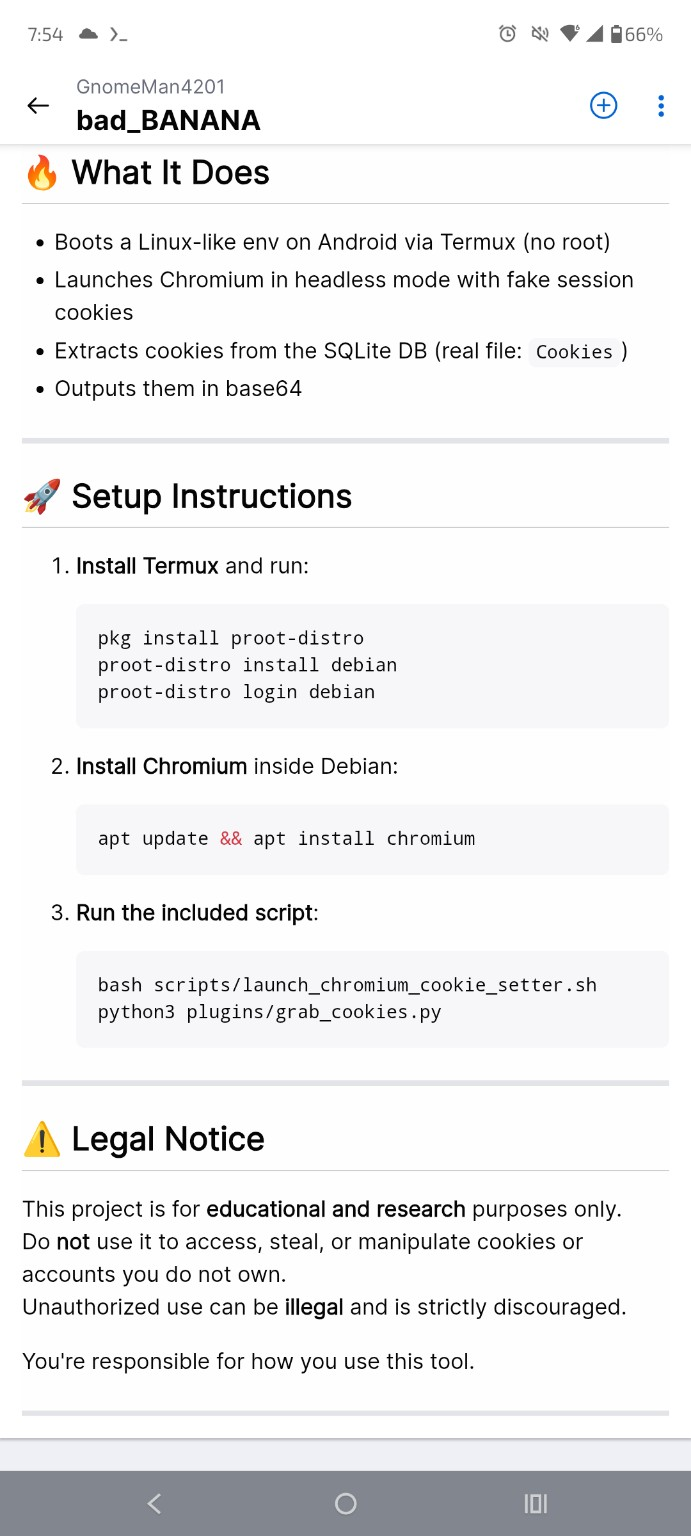 7:54
66%
GnomeMan4201
bad_BANANA
🔥 What It Does
• Boots a Linux-like env on Android via Termux (no root)
• Launches Chromium in headless mode with fake session
cookies
• Extracts cookies from the SQLite DB (real file: Cookies )
• Outputs them in base64
🚀 Setup Instructions
1. Install Termux and run:
pkg install proot-distro
proot-distro install debian
proot-distro login debian
2. Install Chromium inside Debian:
apt update && apt install chromium
3. Run the included script:
bash scripts/launch_chromium_cookie_setter.sh
python3 plugins/grab_cookies.py
⚠️ Legal Notice
This project is for educational and research purposes only.
Do not use it to access, steal, or manipulate cookies or
accounts you do not own.
Unauthorized use can be illegal and is strictly discouraged.
You're responsible for how you use this tool.